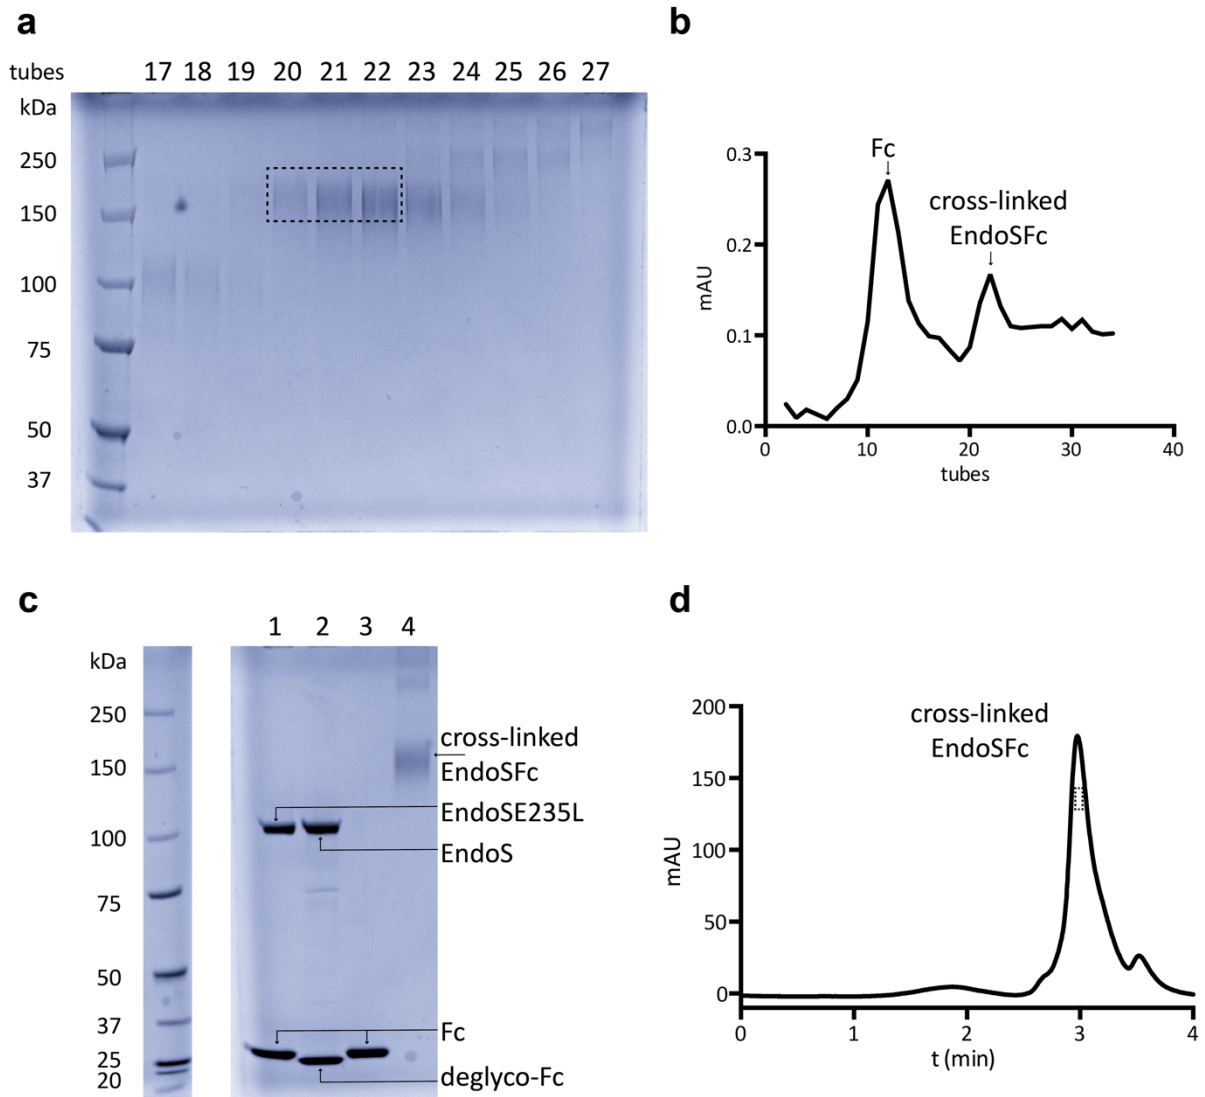 a
tubes 17 18 19 20 21 22 23 24 25 26 27
kDa
250
150
100
75
50
37
b
Fc
cross-linked
EndoSFc
0.3
0.2
0.1
0.0
mAU
0 10 20 30 40
tubes
c
1 2 3 4
kDa
250
150
100
75
50
37
25
20
cross-linked
EndoSFc
EndoSE235L
EndoS
Fc
deglyco-Fc
d
cross-linked
EndoSFc
200
150
100
50
0
mAU
0 1 2 3 4
t (min)